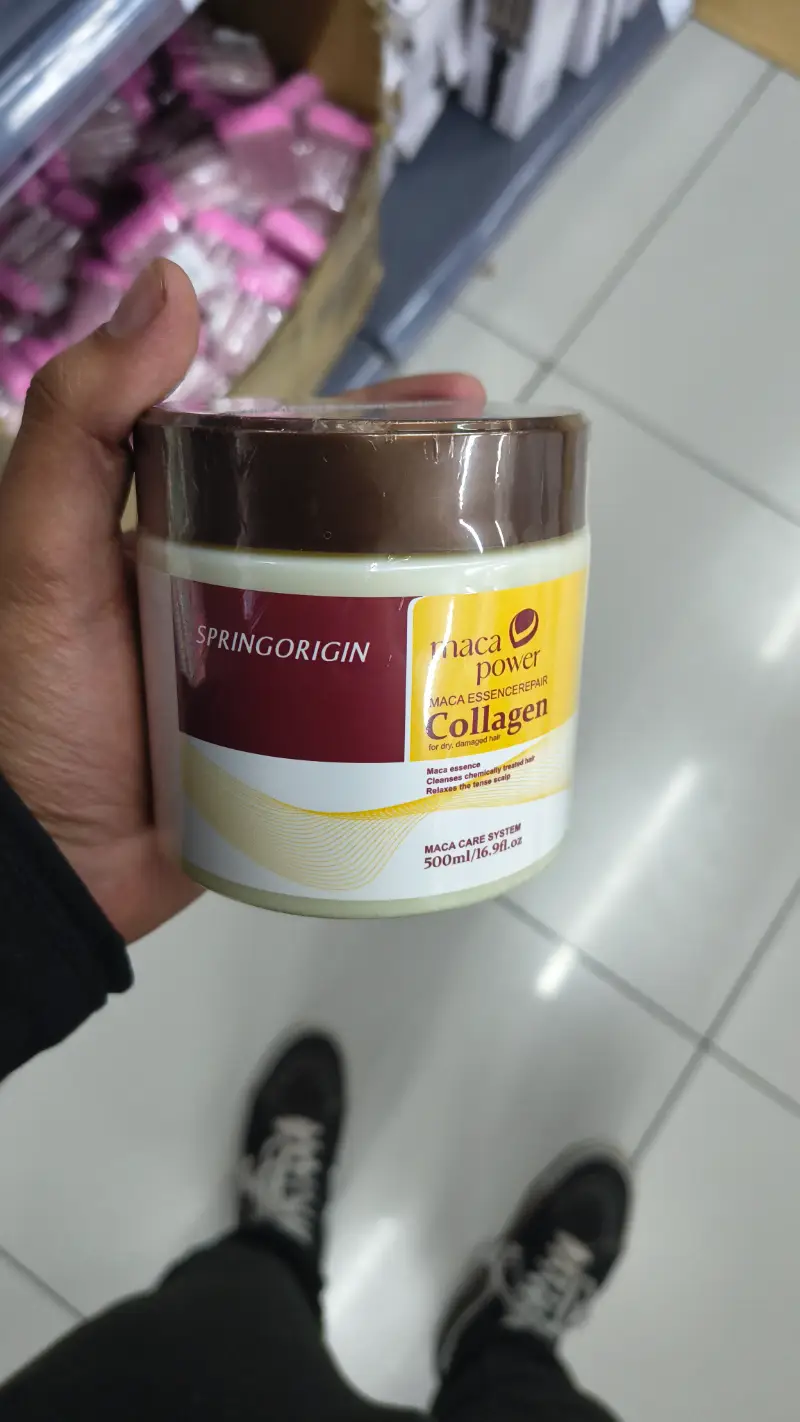 SPRINGORIGIN
maca
power
MACA ESSENCEREPAIR
Collagen
for dry, damaged hair
Maca essence
Cleanses chemically treated hair
Relaxes the tense scalp
MACA CARE SYSTEM
500ml/16.9fl.oz